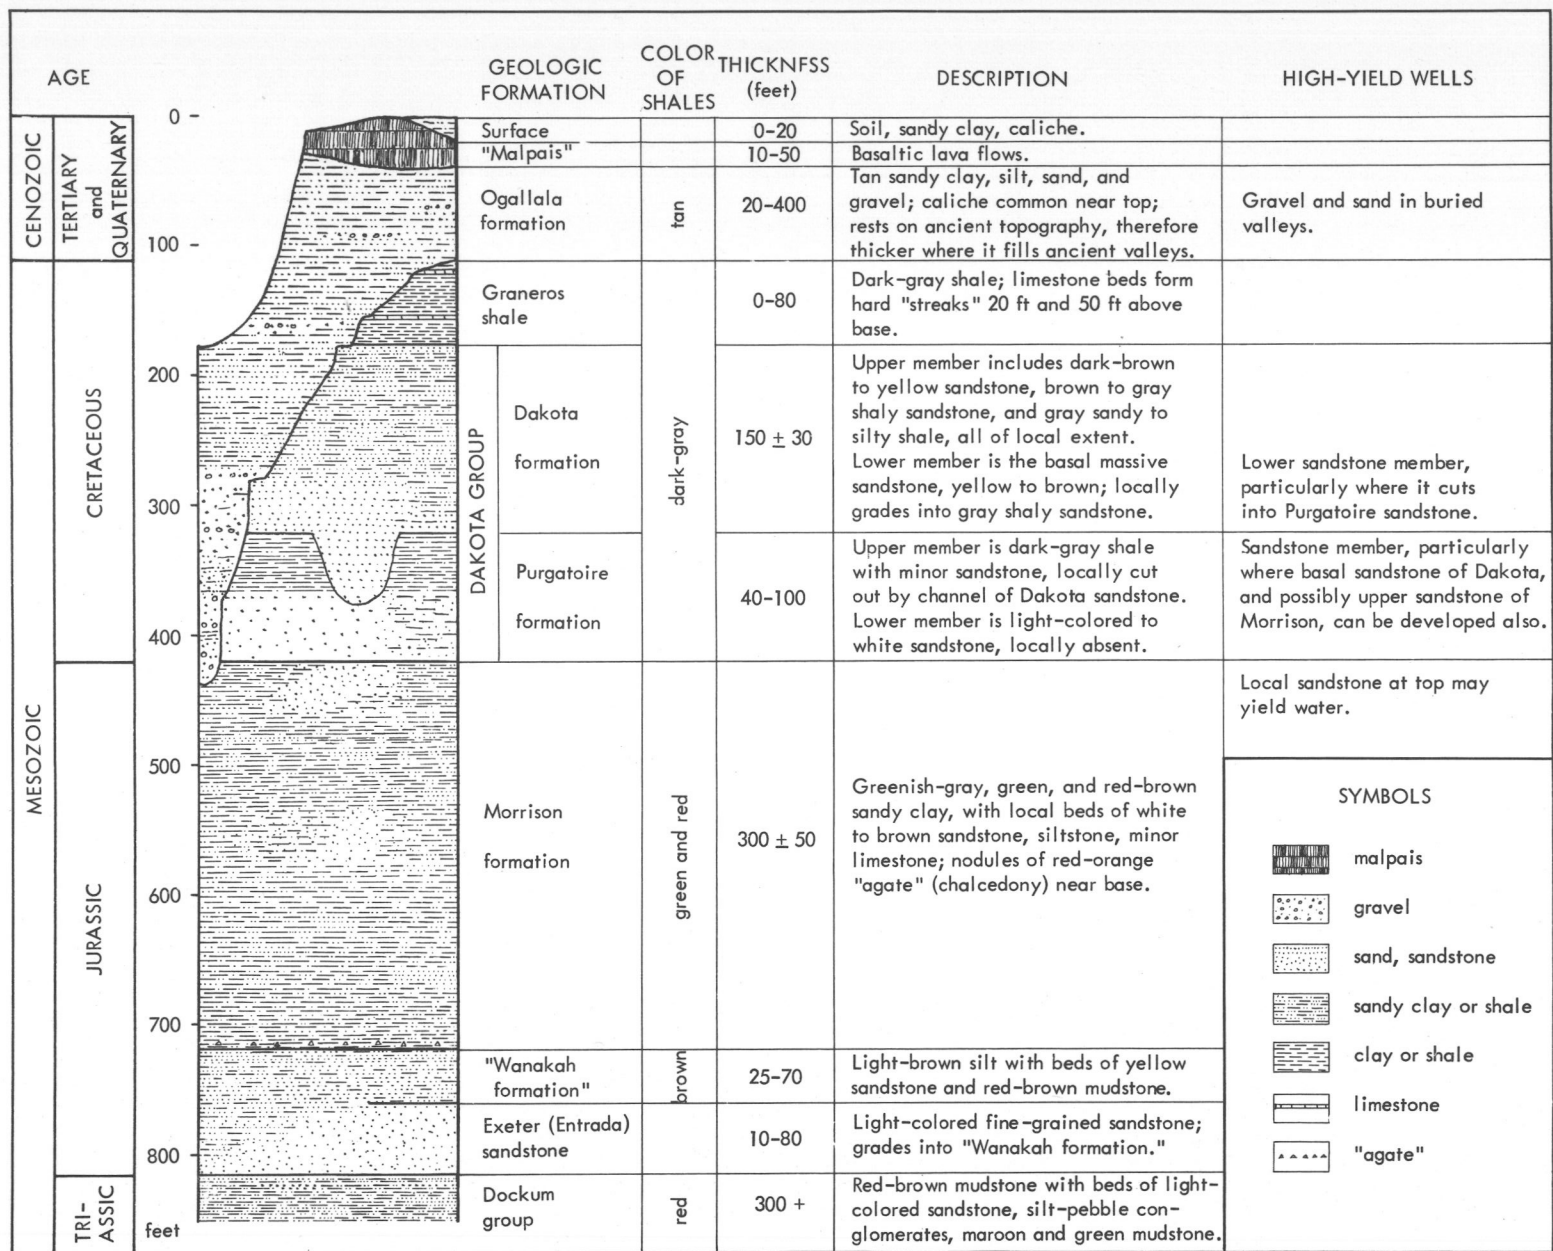 AGE
GEOLOGIC
FORMATION
COLOR
OF
SHALES
THICKNFSS
(feet)
DESCRIPTION
HIGH-YIELD WELLS
CENOZOIC
TERTIARY
and
QUATERNARY
MESOZOIC
CRETACEOUS
JURASSIC
TRI-
ASSIC
0
100
200
300
400
500
600
700
800
feet
Surface
0-20
Soil, sandy clay, caliche.
"Malpais"
10-50
Basaltic lava flows.
Ogallala
formation
tan
20-400
Tan sandy clay, silt, sand, and
gravel; caliche common near top;
rests on ancient topography, therefore
thicker where it fills ancient valleys.
Gravel and sand in buried
valleys.
Graneros
shale
dark-gray
0-80
Dark-gray shale; limestone beds form
hard "streaks" 20 ft and 50 ft above
base.
DAKOTA GROUP
Dakota
formation
150 ± 30
Upper member includes dark-brown
to yellow sandstone, brown to gray
shaly sandstone, and gray sandy to
silty shale, all of local extent.
Lower member is the basal massive
sandstone, yellow to brown; locally
grades into gray shaly sandstone.
Lower sandstone member,
particularly where it cuts
into Purgatoire sandstone.
Purgatoire
formation
40-100
Upper member is dark-gray shale
with minor sandstone, locally cut
out by channel of Dakota sandstone.
Lower member is light-colored to
white sandstone, locally absent.
Sandstone member, particularly
where basal sandstone of Dakota,
and possibly upper sandstone of
Morrison, can be developed also.
Morrison
formation
green and red
300 ± 50
Greenish-gray, green, and red-brown
sandy clay, with local beds of white
to brown sandstone, siltstone, minor
limestone; nodules of red-orange
"agate" (chalcedony) near base.
Local sandstone at top may
yield water.
"Wanakah
formation"
brown
25-70
Light-brown silt with beds of yellow
sandstone and red-brown mudstone.
Exeter (Entrada)
sandstone
10-80
Light-colored fine-grained sandstone;
grades into "Wanakah formation."
Dockum
group
red
300 +
Red-brown mudstone with beds of light-
colored sandstone, silt-pebble con-
glomerates, maroon and green mudstone.
SYMBOLS
malpais
gravel
sand, sandstone
sandy clay or shale
clay or shale
limestone
"agate"